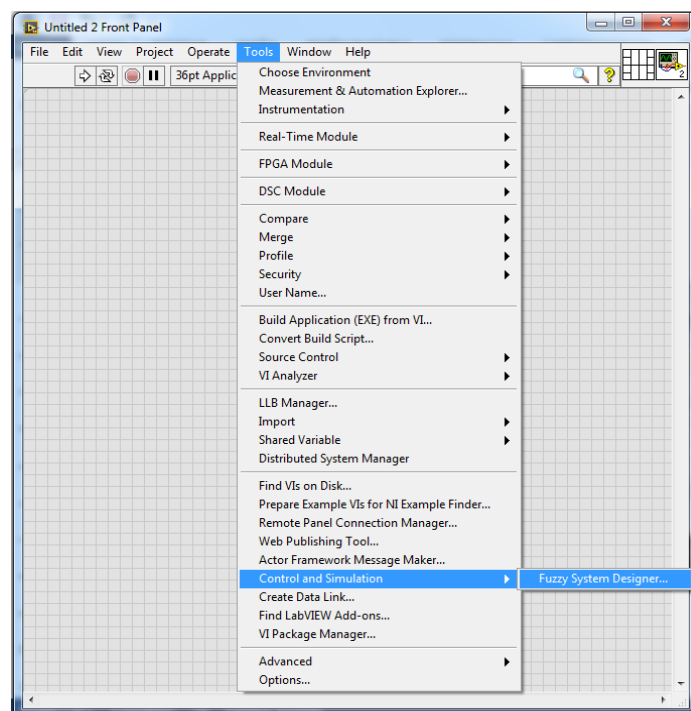 Untitled 2 Front Panel
File Edit View Project Operate Tools Window Help
36pt Applic
2
Choose Environment
Measurement & Automation Explorer...
Instrumentation
Real-Time Module
FPGA Module
DSC Module
Compare
Merge
Profile
Security
User Name...
Build Application (EXE) from VI...
Convert Build Script...
Source Control
VI Analyzer
LLB Manager...
Import
Shared Variable
Distributed System Manager
Find VIs on Disk...
Prepare Example VIs for NI Example Finder...
Remote Panel Connection Manager...
Web Publishing Tool...
Actor Framework Message Maker...
Control and Simulation Fuzzy System Designer...
Create Data Link...
Find LabVIEW Add-ons...
VI Package Manager...
Advanced
Options...